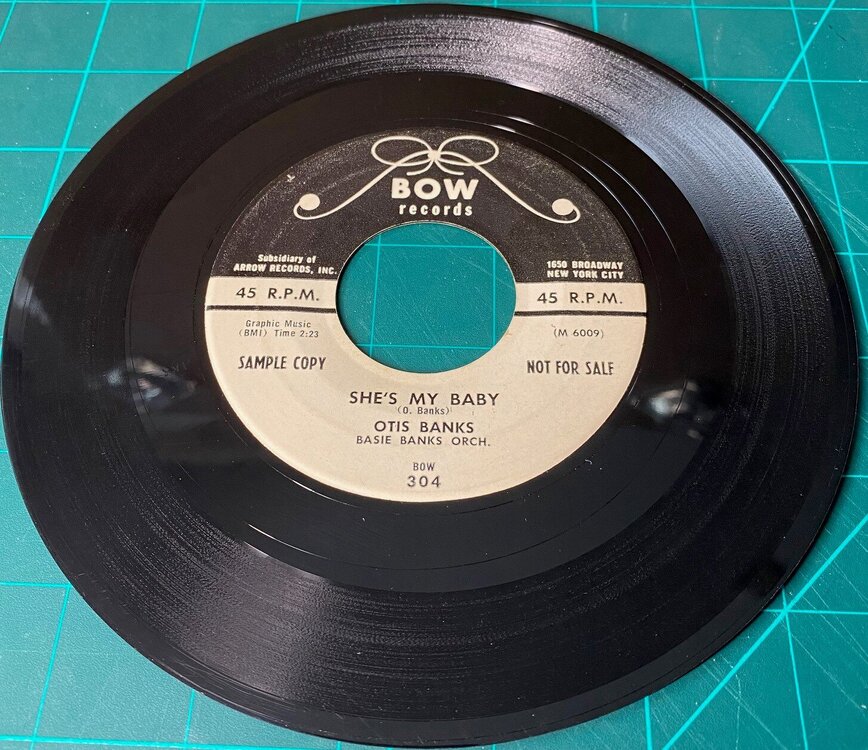 BOW
records
Subsidiary of
ARROW RECORDS, INC.
1650 BROADWAY
NEW YORK CITY
45 R.P.M.
45 R.P.M.
Graphic Music
(BMI) Time 2:23
(M 6009)
SAMPLE COPY
NOT FOR SALE
SHE'S MY BABY
(O. Banks)
OTIS BANKS
BASIE BANKS ORCH.
BOW
304